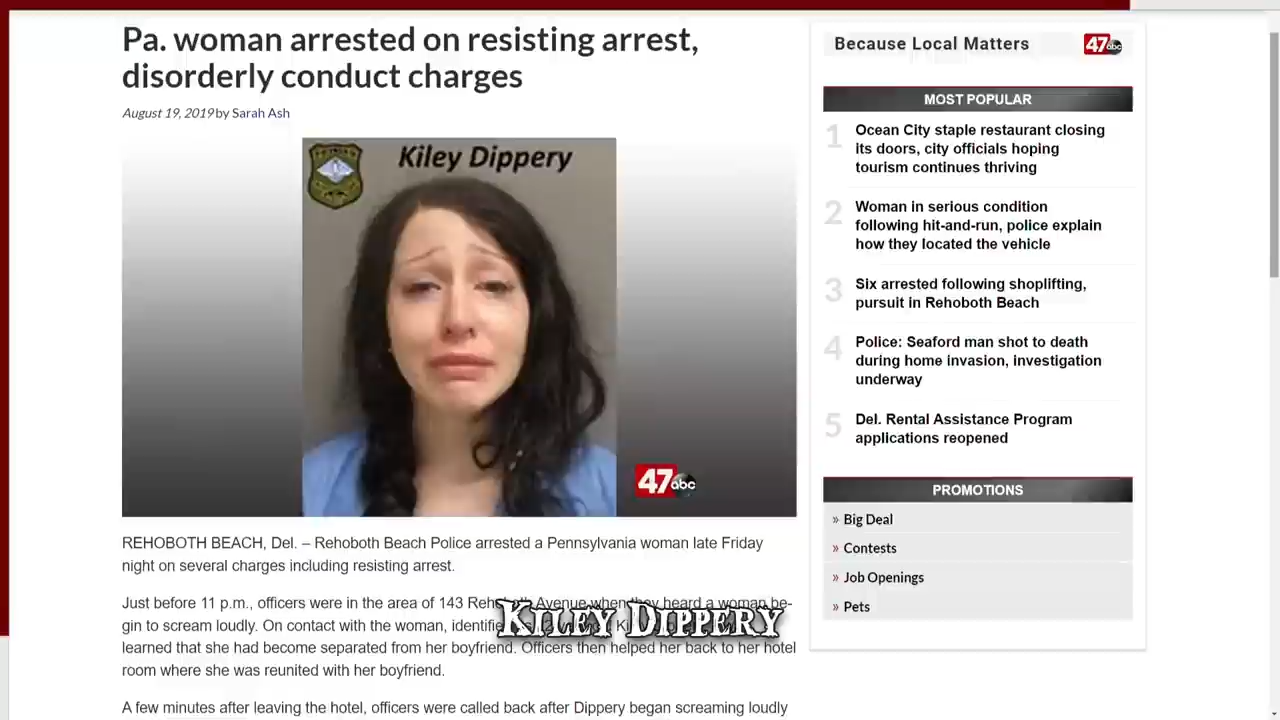 Pa. woman arrested on resisting arrest,
disorderly conduct charges
August 19, 2019 by Sarah Ash
Kiley Dippery
47abc
REHOBOTH BEACH, Del. – Rehoboth Beach Police arrested a Pennsylvania woman late Friday
night on several charges including resisting arrest.
Just before 11 p.m., officers were in the area of 143 Avenue when they heard a woman be-
gin to scream loudly. On contact with the woman,
learned that she had become separated from her boyfriend. Officers then helped her back to her hotel
room where she was reunited with her boyfriend.
A few minutes after leaving the hotel, officers were called back after Dippery began screaming loudly
Kiley Dippery
Because Local Matters
47abc
MOST POPULAR
1 Ocean City staple restaurant closing
its doors, city officials hoping
tourism continues thriving
2 Woman in serious condition
following hit-and-run, police explain
how they located the vehicle
3 Six arrested following shoplifting,
pursuit in Rehoboth Beach
4 Police: Seaford man shot to death
during home invasion, investigation
underway
5 Del. Rental Assistance Program
applications reopened
PROMOTIONS
» Big Deal
» Contests
» Job Openings
» Pets